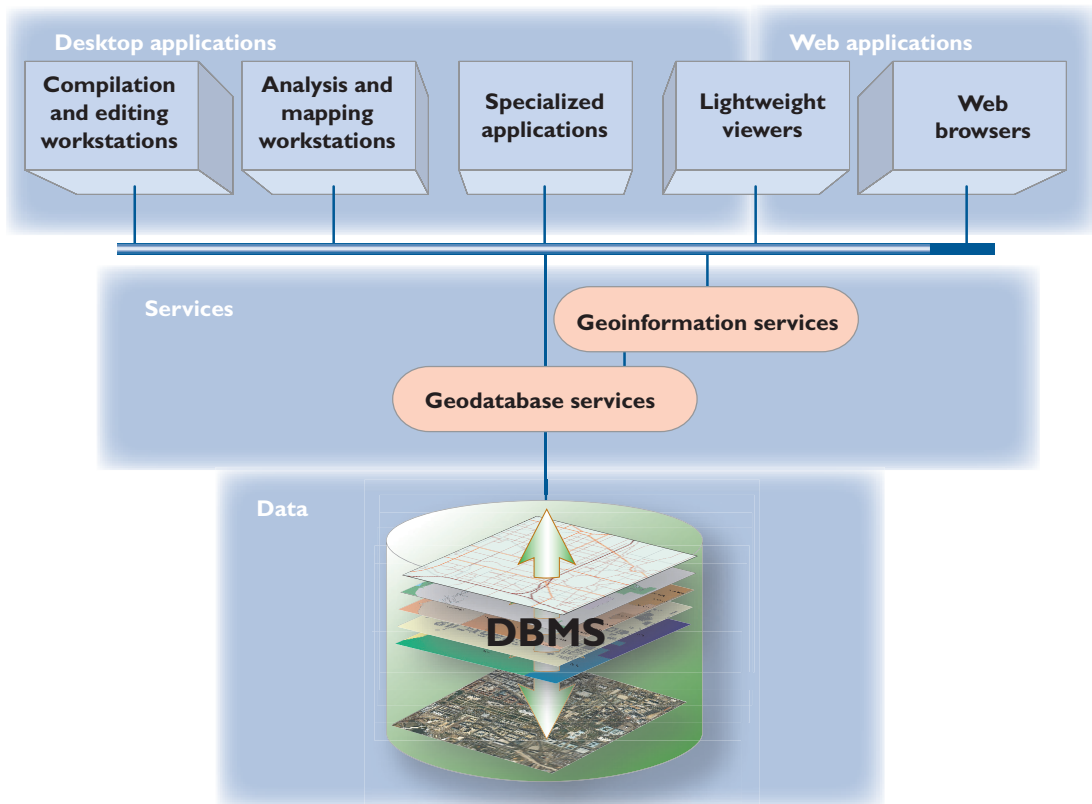 Desktop applications
Web applications
Compilation
and editing
workstations
Analysis and
mapping
workstations
Specialized
applications
Lightweight
viewers
Web
browsers
Services
Geoinformation services
Geodatabase services
Data
DBMS